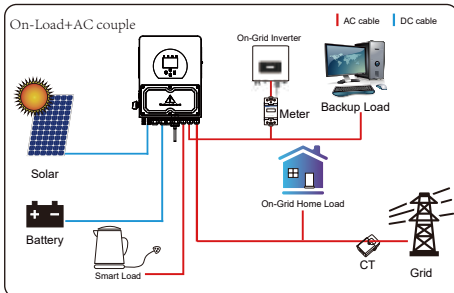 On-Load+AC couple
AC cable
DC cable
On-Grid Inverter
Meter
Backup Load
Solar
On-Grid Home Load
Battery
Smart Load
CT
Grid